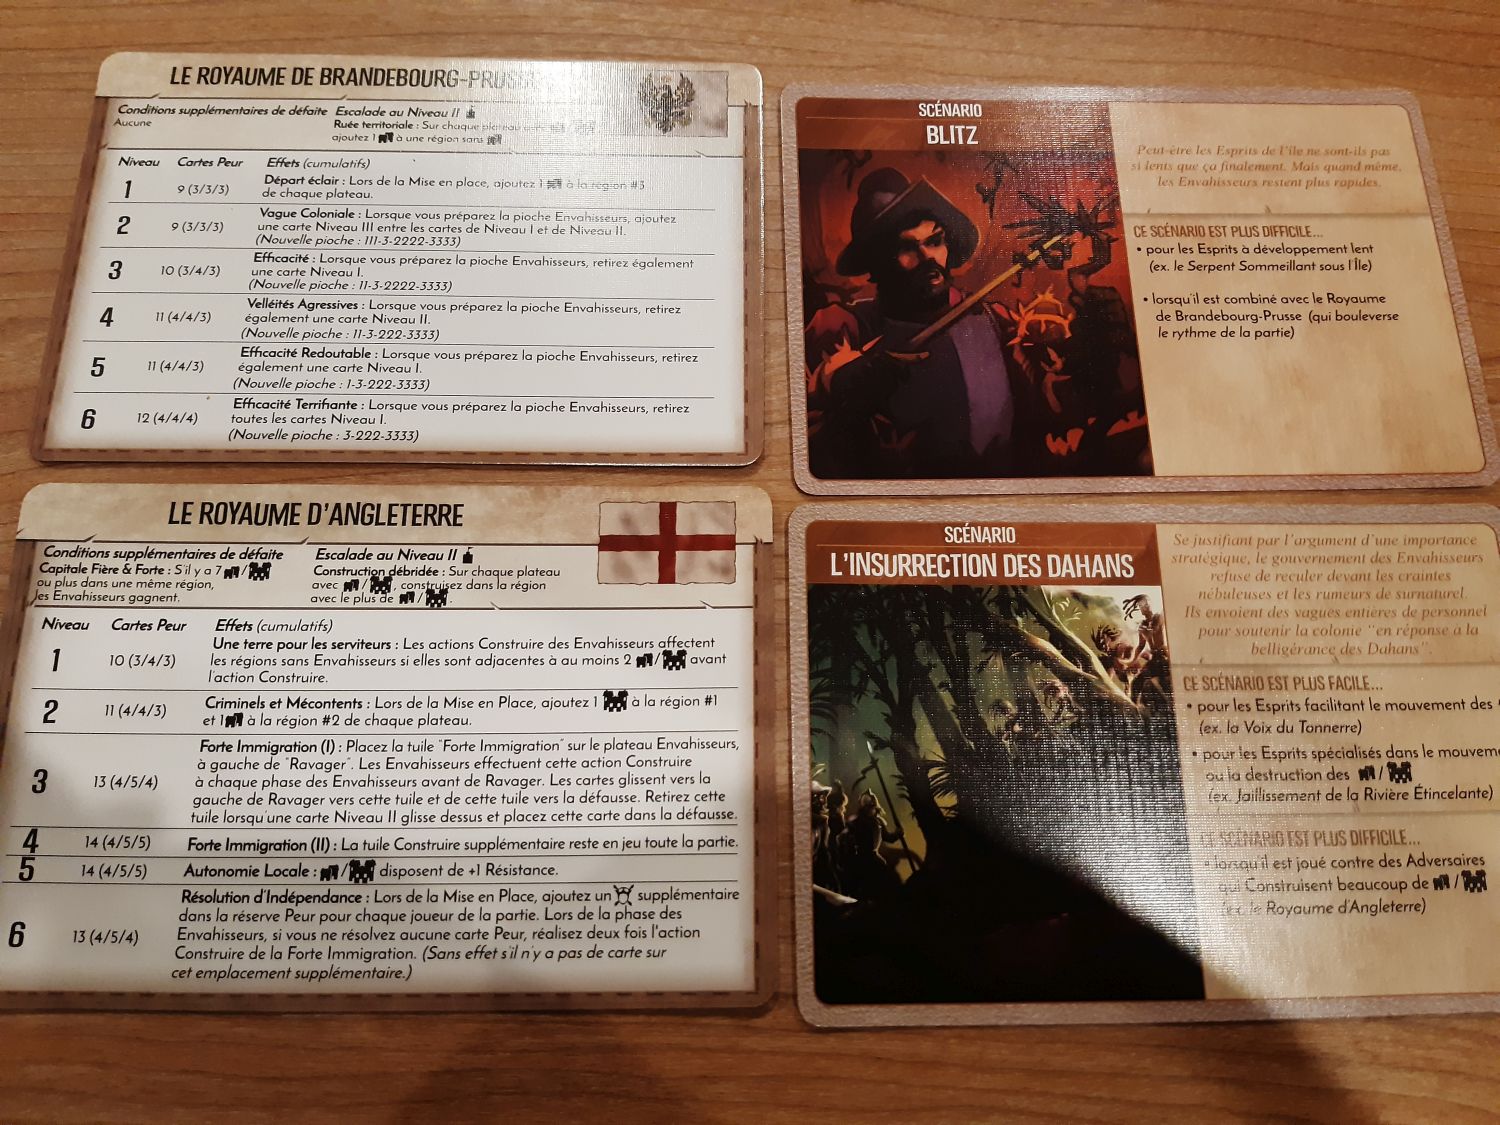 LE ROYAUME DE BRANDEBOURG-PRUSSE
Conditions supplémentaires de défaite
Aucune
Escalade au Niveau II
Ruée territoriale : Sur chaque plateau avec
ajoutez 1 à une région sans
Niveau Cartes Peur Effets (cumulatifs)
1 9 (3/3/3) Départ éclair : Lors de la Mise en place, ajoutez 1 à la région #3
de chaque plateau.
2 9 (3/3/3) Vague Coloniale : Lorsque vous préparez la pioche Envahisseurs, ajoutez
une carte Niveau III entre les cartes de Niveau I et de Niveau II.
(Nouvelle pioche : 111-3-2222-3333)
3 10 (3/4/3) Efficacité : Lorsque vous préparez la pioche Envahisseurs, retirez également
une carte Niveau I.
(Nouvelle pioche : 11-3-2222-3333)
4 11 (4/4/3) Velléités Agressives : Lorsque vous préparez la pioche Envahisseurs, retirez
également une carte Niveau II.
(Nouvelle pioche : 11-3-222-3333)
5 11 (4/4/3) Efficacité Redoutable : Lorsque vous préparez la pioche Envahisseurs, retirez
également une carte Niveau I.
(Nouvelle pioche : 1-3-222-3333)
6 12 (4/4/4) Efficacité Terrifiante : Lorsque vous préparez la pioche Envahisseurs, retirez
toutes les cartes Niveau I.
(Nouvelle pioche : 3-222-3333)
SCÉNARIO
BLITZ
Peut-être les Esprits de l'île ne sont-ils pas
si lents que ça finalement. Mais quand même,
les Envahisseurs restent plus rapides.
CE SCÉNARIO EST PLUS DIFFICILE...
• pour les Esprits à développement lent
(ex. le Serpent Sommeillant sous l'Île)
• lorsqu'il est combiné avec le Royaume
de Brandebourg-Prusse (qui bouleverse
le rythme de la partie)
LE ROYAUME D'ANGLETERRE
Conditions supplémentaires de défaite
Capitale Fière & Forte : S'il y a 7 /
ou plus dans une même région,
les Envahisseurs gagnent.
Escalade au Niveau II
Construction débridée : Sur chaque plateau
avec / , construisez dans la région
avec le plus de / .
Niveau Cartes Peur Effets (cumulatifs)
1 10 (3/4/3) Une terre pour les serviteurs : Les actions Construire des Envahisseurs affectent
les régions sans Envahisseurs si elles sont adjacentes à au moins 2 / avant
l'action Construire.
2 11 (4/4/3) Criminels et Mécontents : Lors de la Mise en Place, ajoutez 1 à la région #1
et 1 à la région #2 de chaque plateau.
3 13 (4/5/4) Forte Immigration (I) : Placez la tuile "Forte Immigration" sur le plateau Envahisseurs,
à gauche de "Ravager". Les Envahisseurs effectuent cette action Construire
à chaque phase des Envahisseurs avant de Ravager. Les cartes glissent vers la
gauche de Ravager vers cette tuile et de cette tuile vers la défausse. Retirez cette
tuile lorsqu'une carte Niveau II glisse dessus et placez cette carte dans la défausse.
4 14 (4/5/5) Forte Immigration (II) : La tuile Construire supplémentaire reste en jeu toute la partie.
5 14 (4/5/5) Autonomie Locale : / disposent de +1 Résistance.
6 13 (4/5/4) Résolution d'Indépendance : Lors de la Mise en Place, ajoutez un supplémentaire
dans la réserve Peur pour chaque joueur de la partie. Lors de la phase des
Envahisseurs, si vous ne résolvez aucune carte Peur, réalisez deux fois l'action
Construire de la Forte Immigration. (Sans effet s'il n'y a pas de carte sur
cet emplacement supplémentaire.)
SCÉNARIO
L'INSURRECTION DES DAHANS
Se justifiant par l'argument d'une importance
stratégique, le gouvernement des Envahisseurs
refuse de reculer devant les craintes
nébuleuses et les rumeurs de surnaturel.
Ils envoient des vagues entières de personnel
pour soutenir la colonie "en réponse à la
belligérance des Dahans".
CE SCÉNARIO EST PLUS FACILE...
• pour les Esprits facilitant le mouvement des
(ex. la Voix du Tonnerre)
• pour les Esprits spécialisés dans le mouvem
ou la destruction des /
(ex. Jaillissement de la Rivière Étincelante)
CE SCÉNARIO EST PLUS DIFFICILE...
• lorsqu'il est joué contre des Adversaires
qui Construisent beaucoup de /
(ex. le Royaume d'Angleterre)